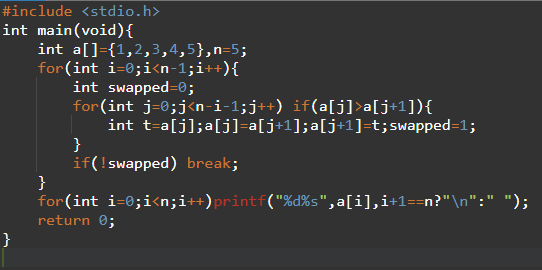 #include <stdio.h>
int main(void){
    int a[]={1,2,3,4,5},n=5;
    for(int i=0;i<n-1;i++){
        int swapped=0;
        for(int j=0;j<n-i-1;j++) if(a[j]>a[j+1]){
            int t=a[j];a[j]=a[j+1];a[j+1]=t;swapped=1;
        }
        if(!swapped) break;
    }
    for(int i=0;i<n;i++)printf("%d%s",a[i],i+1==n?"\n":" ");
    return 0;
}